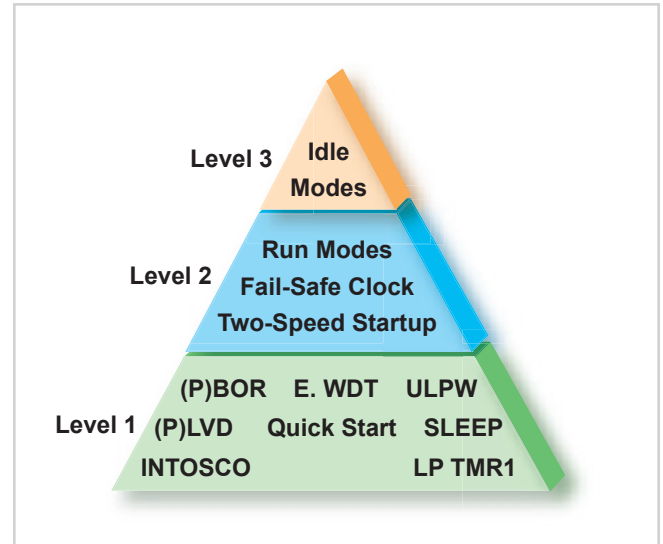 Level 3
Idle
Modes
Level 2
Run Modes
Fail-Safe Clock
Two-Speed Startup
Level 1
(P)BOR E. WDT ULPW
(P)LVD Quick Start SLEEP
INTOSCO LP TMR1